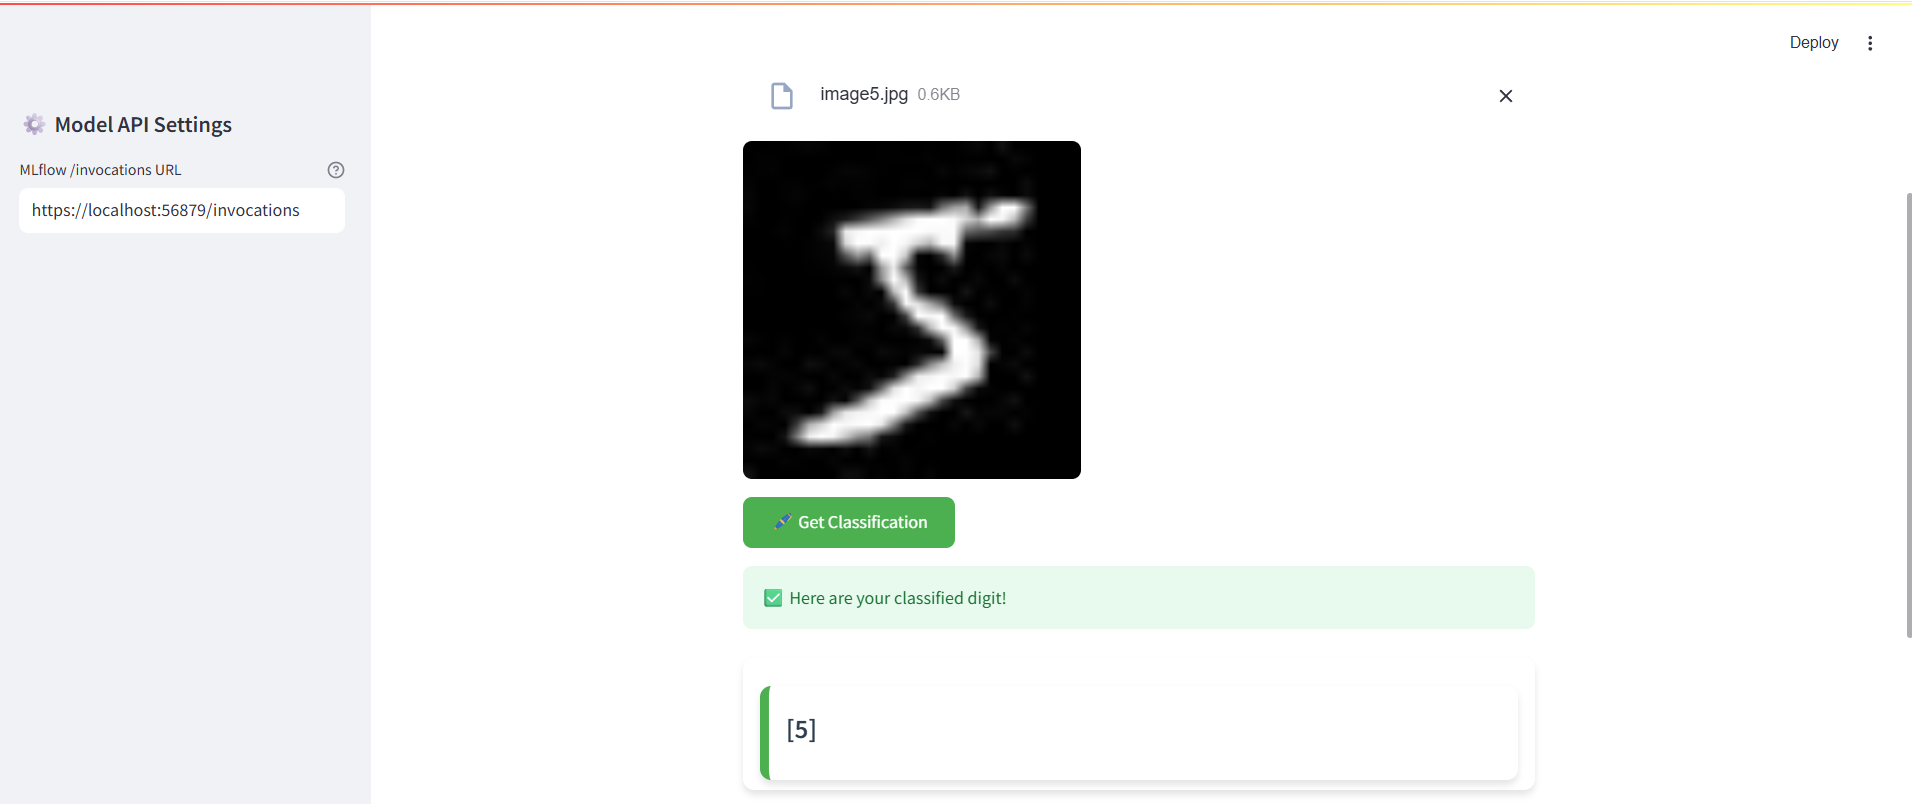 Deploy
Model API Settings
MLflow /invocations URL
https://localhost:56879/invocations
image5.jpg 0.6KB
5
Get Classification
Here are your classified digit!
[5]